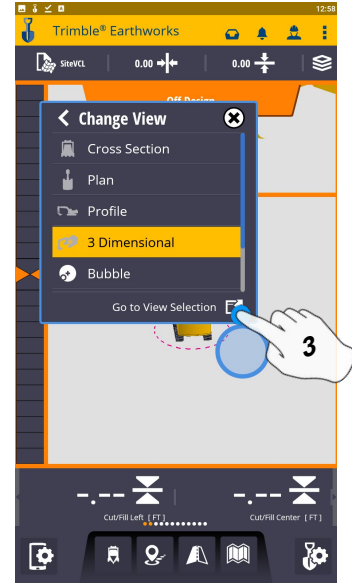 12:58
Trimble® Earthworks
SiteVCL 0.00 0.00
Off Design
Change View
Cross Section
Plan
Profile
3 Dimensional
Bubble
Go to View Selection
3
-.-- -.--
Cut/Fill Left [ FT ] Cut/Fill Center [ FT ]